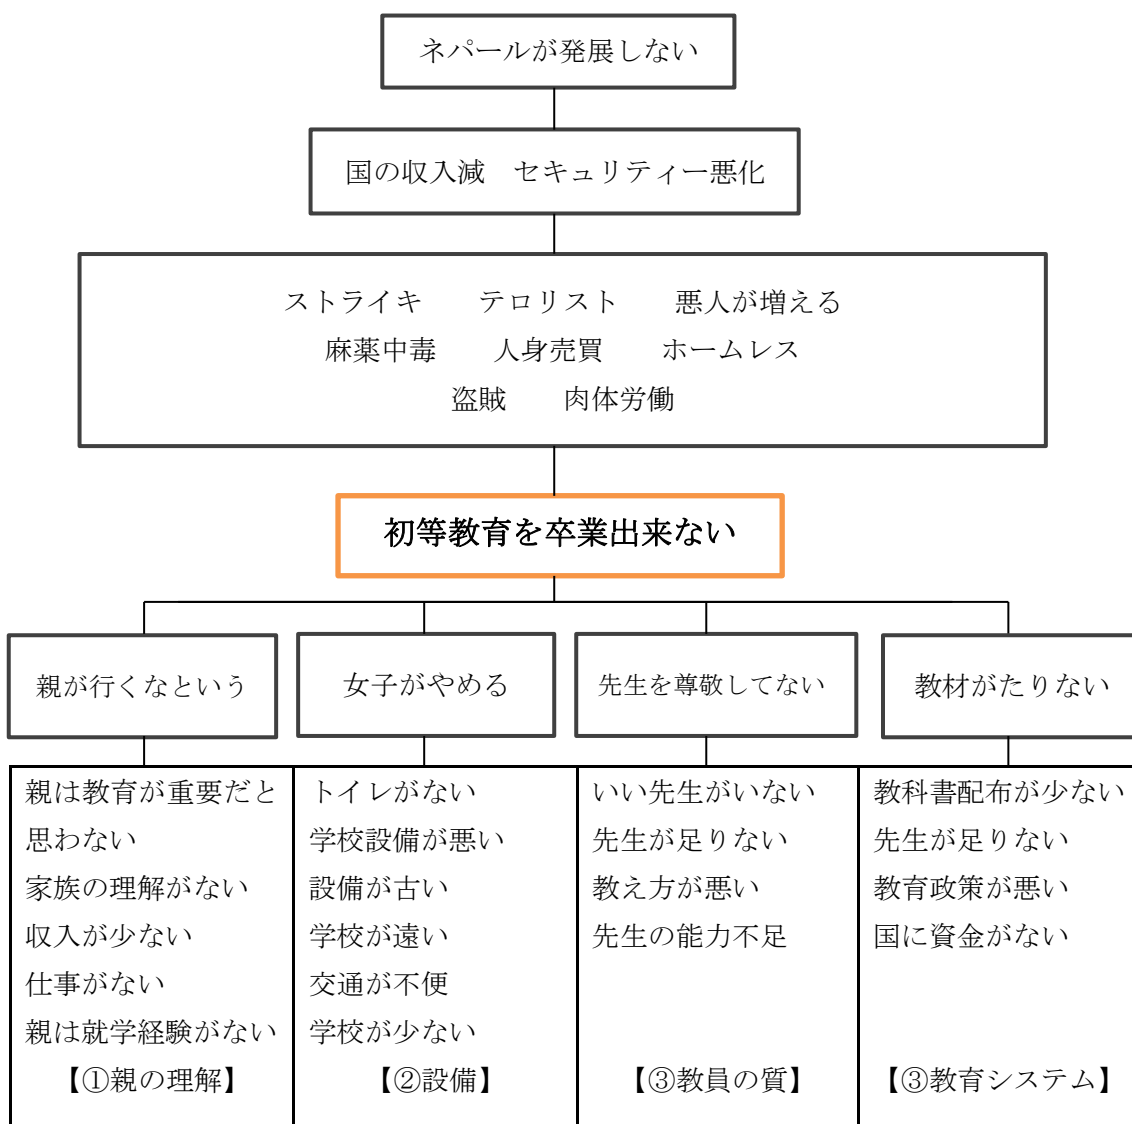 ネパールが発展しない
国の収入減　セキュリティー悪化
ストライキ　　テロリスト　　悪人が増える
麻薬中毒　　人身売買　　ホームレス
盗賊　　肉体労働
初等教育を卒業出来ない
親が行くなという
女子がやめる
先生を尊敬してない
教材がたりない
親は教育が重要だと
思わない
家族の理解がない
収入が少ない
仕事がない
親は就学経験がない
【①親の理解】
トイレがない
学校設備が悪い
設備が古い
学校が遠い
交通が不便
学校が少ない
【②設備】
いい先生がいない
先生が足りない
教え方が悪い
先生の能力不足
【③教員の質】
教科書配布が少ない
先生が足りない
教育政策が悪い
国に資金がない
【③教育システム】